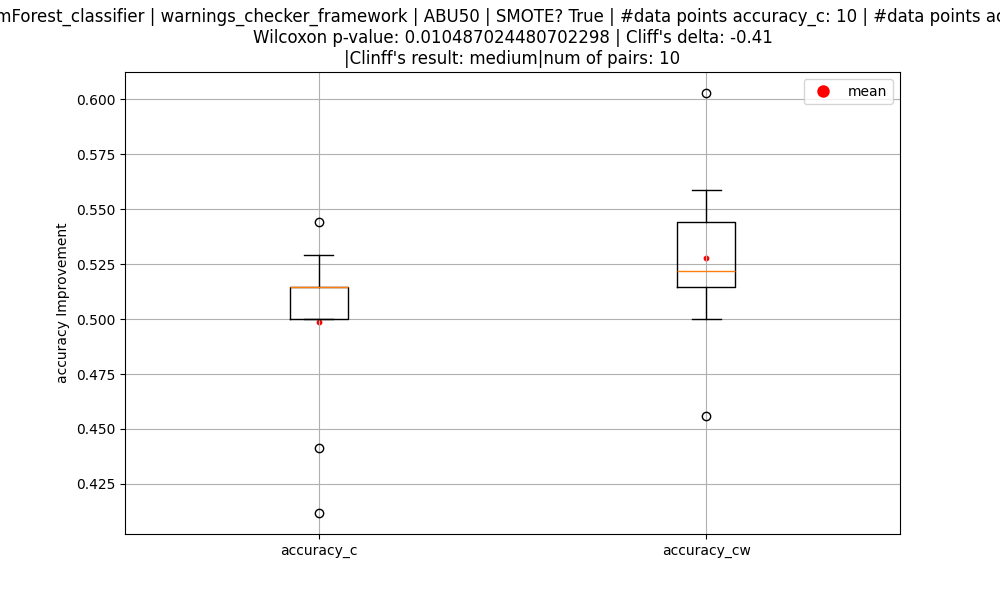 mForest_classifier | warnings_checker_framework | ABU50 | SMOTE? True | #data points accuracy_c: 10 | #data points ac
Wilcoxon p-value: 0.010487024480702298 | Cliff's delta: -0.41
|Clinff's result: medium|num of pairs: 10
mean
0.600
0.575
0.550
0.525
0.500
0.475
0.450
0.425
accuracy Improvement
accuracy_c
accuracy_cw